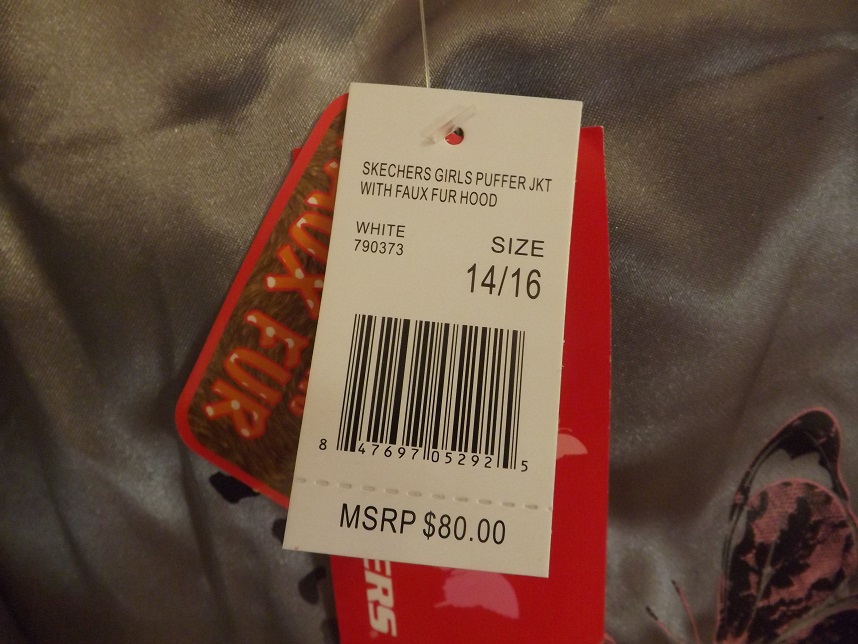 SKECHERS GIRLS PUFFER JKT
WITH FAUX FUR HOOD
WHITE
790373
SIZE
14/16
8 47697 05292 5
MSRP $80.00
FUR
ERS